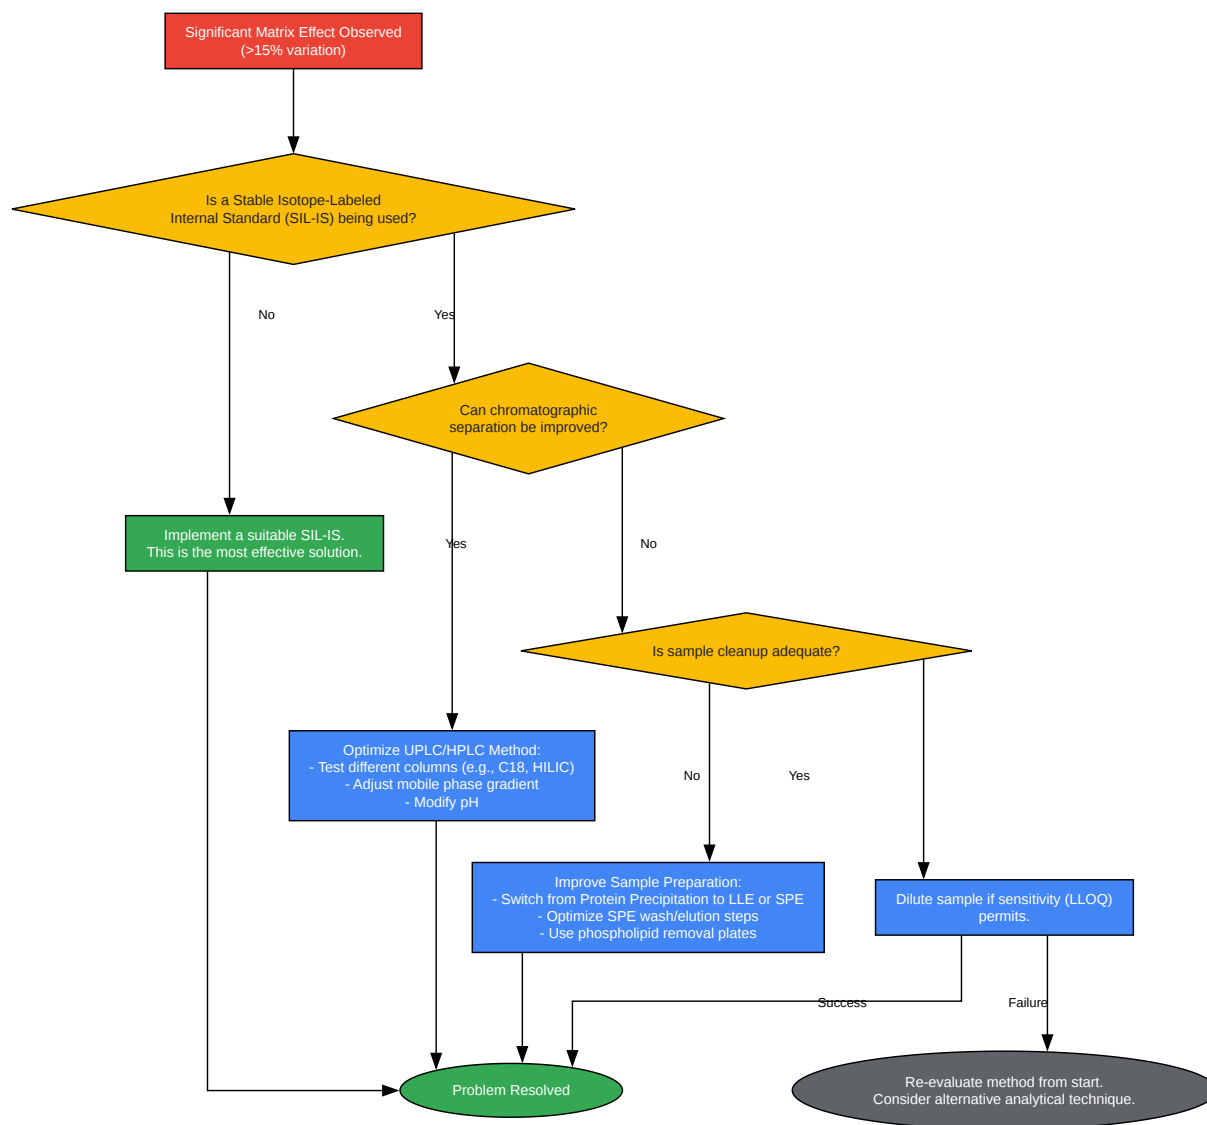 Significant Matrix Effect Observed
(>15% variation)
Is a Stable Isotope-Labeled
Internal Standard (SIL-IS) being used?
No
Yes
Can chromatographic
separation be improved?
Implement a suitable SIL-IS.
This is the most effective solution.
Yes
No
Is sample cleanup adequate?
Optimize UPLC/HPLC Method:
- Test different columns (e.g., C18, HILIC)
- Adjust mobile phase gradient
- Modify pH
No
Yes
Improve Sample Preparation:
- Switch from Protein Precipitation to LLE or SPE
- Optimize SPE wash/elution steps
- Use phospholipid removal plates
Dilute sample if sensitivity (LLOQ)
permits.
Success
Failure
Problem Resolved
Re-evaluate method from start.
Consider alternative analytical technique.